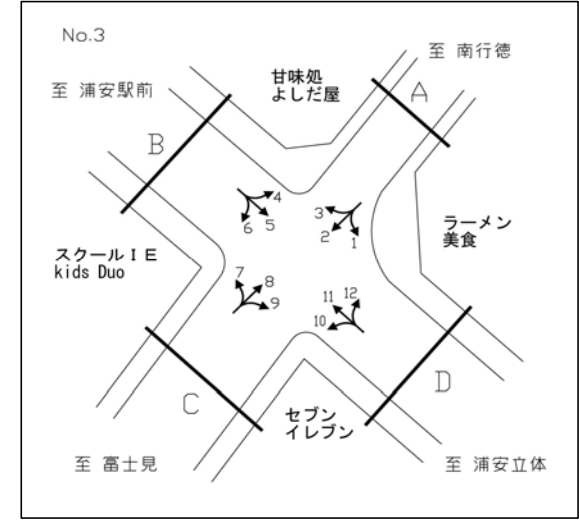 No.3
至 南行徳
甘味処
よしだ屋
至 浦安駅前
A
B
4
5
6
3
2
1
ラーメン
美食
スクールＩＥ
kids Duo
7
8
9
11
12
10
D
C
セブン
イレブン
至 富士見
至 浦安立体